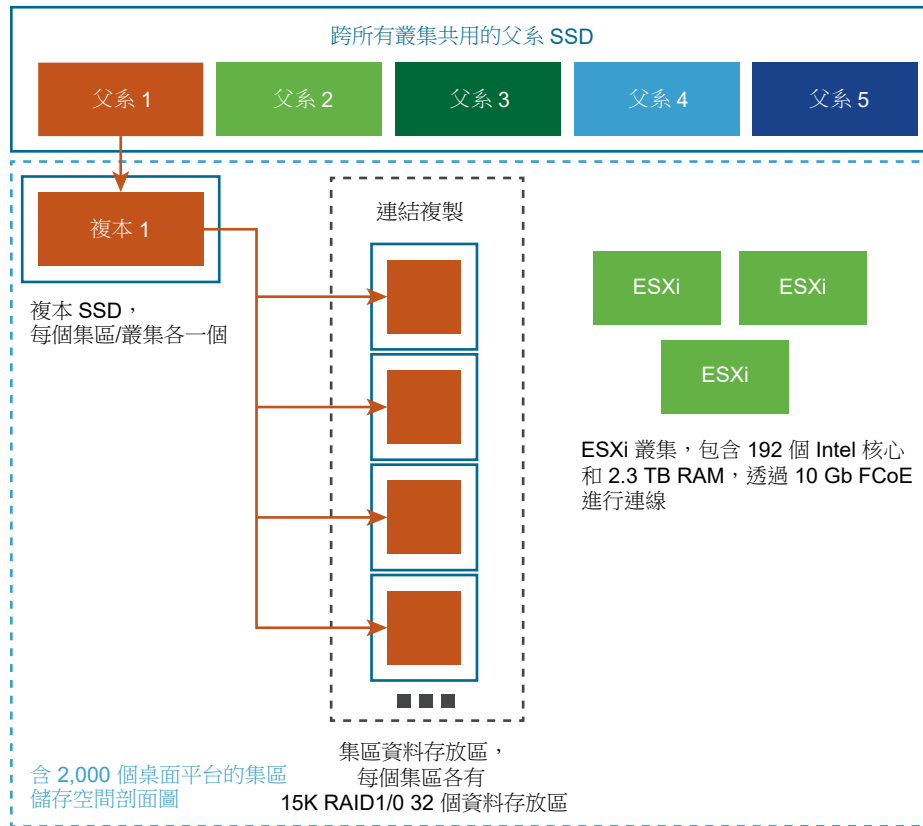 跨所有叢集共用的父系 SSD
父系 1
父系 2
父系 3
父系 4
父系 5
複本 1
複本 SSD，
每個集區/叢集各一個
連結複製
ESXi
ESXi
ESXi
ESXi 叢集，包含 192 個 Intel 核心
和 2.3 TB RAM，透過 10 Gb FCoE
進行連線
集區資料存放區，
每個集區各有
15K RAID1/0 32 個資料存放區
含 2,000 個桌面平台的集區
儲存空間剖面圖